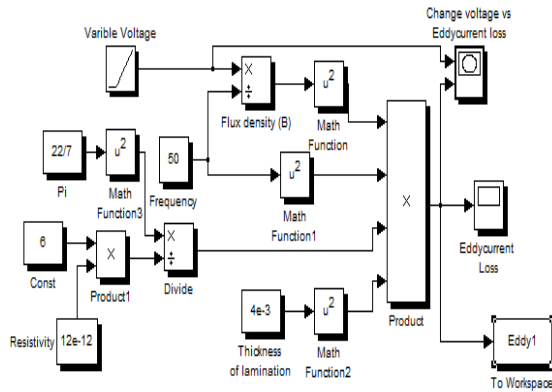 Change voltage vs
Eddycurrent loss
Varible Voltage
×
÷
u²
Flux density (B)
Math
Function
22/7
Pi
u²
Math
Function3
50
Frequency
u²
Math
Function1
×
Product
Eddycurrent
Loss
6
Const
×
Product1
×
÷
Divide
Resistivity
12e-12
4e-3
Thickness
of lamination
u²
Math
Function2
Eddy1
To Workspace